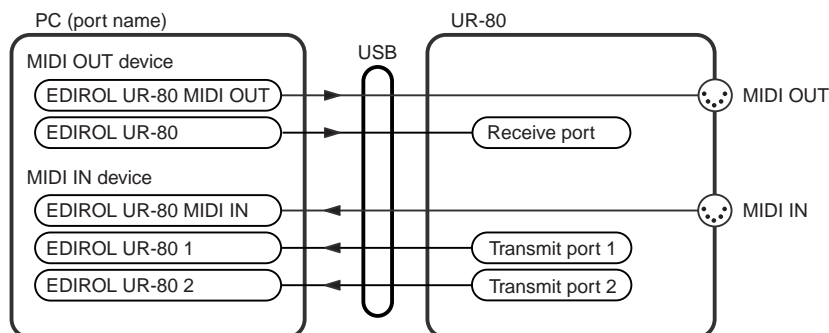 PC (port name)
USB
UR-80
MIDI OUT device
EDIROL UR-80 MIDI OUT
MIDI OUT
EDIROL UR-80
Receive port
MIDI IN device
EDIROL UR-80 MIDI IN
MIDI IN
EDIROL UR-80 1
Transmit port 1
EDIROL UR-80 2
Transmit port 2